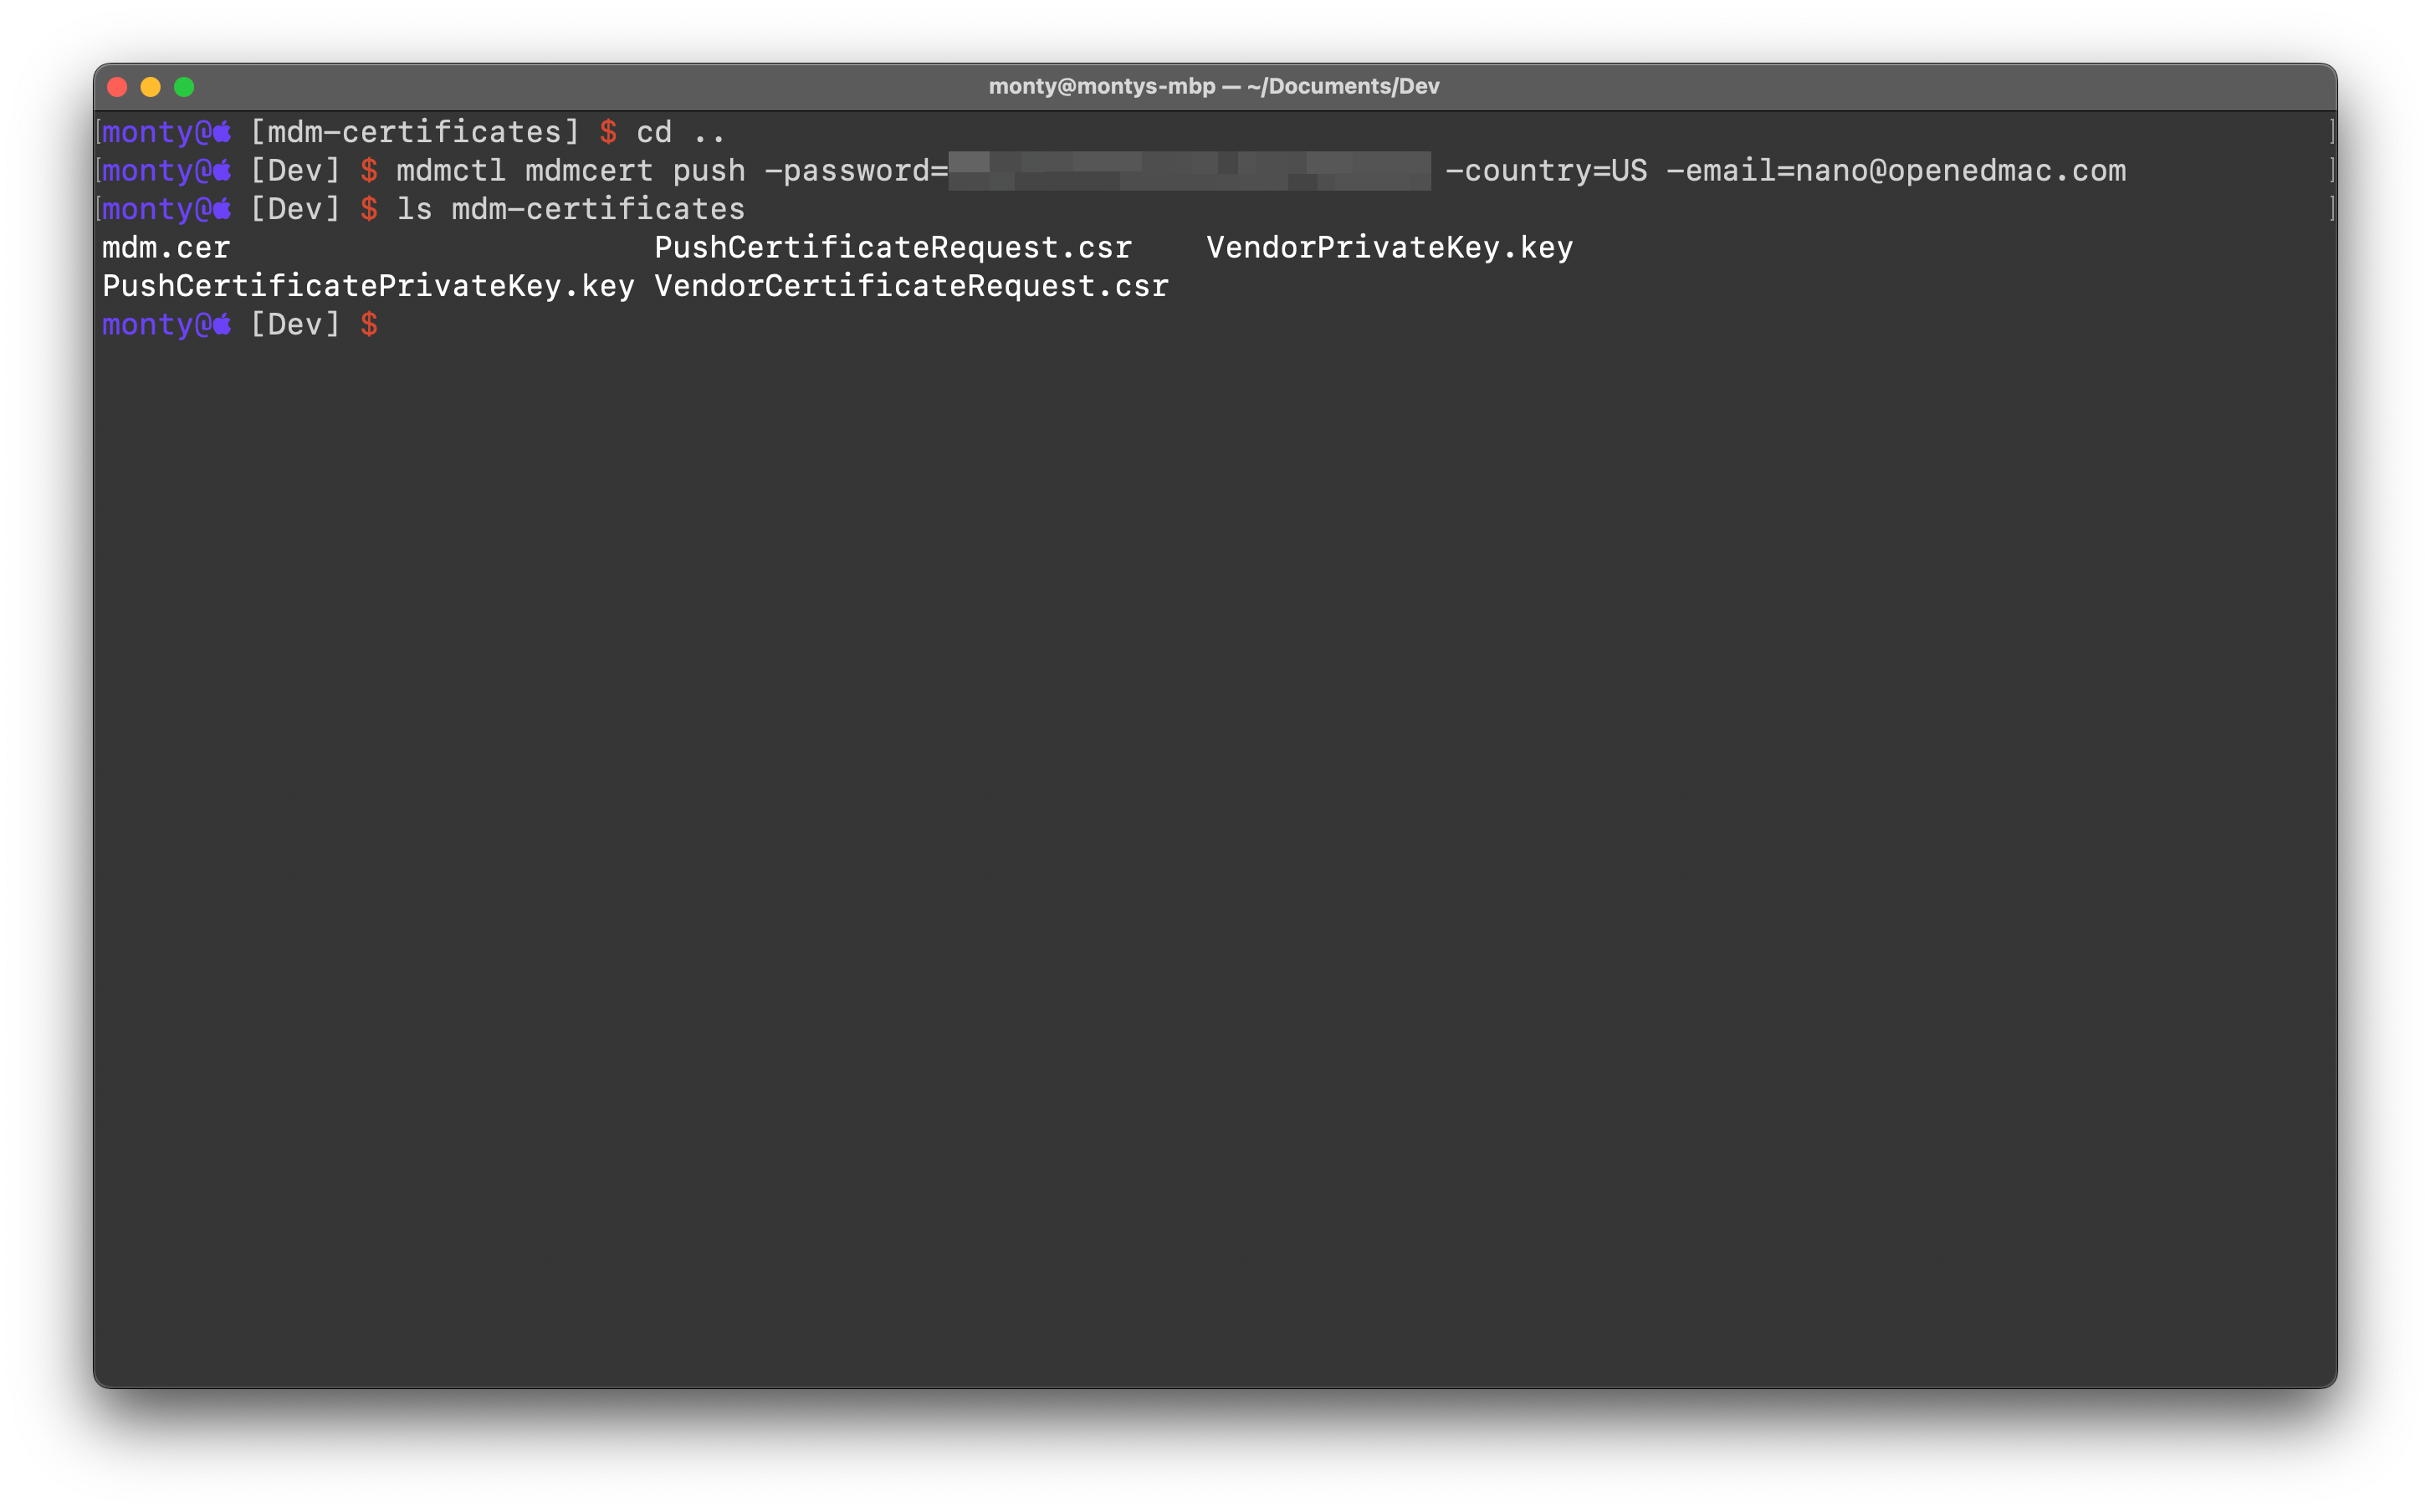 monty@montys-mbp — ~/Documents/Dev
[monty@ [mdm-certificates] $ cd .. ]
[monty@ [Dev] $ mdmctl mdmcert push -password= -country=US -email=nano@openedmac.com ]
[monty@ [Dev] $ ls mdm-certificates ]
mdm.cer PushCertificateRequest.csr VendorPrivateKey.key
PushCertificatePrivateKey.key VendorCertificateRequest.csr
monty@ [Dev] $